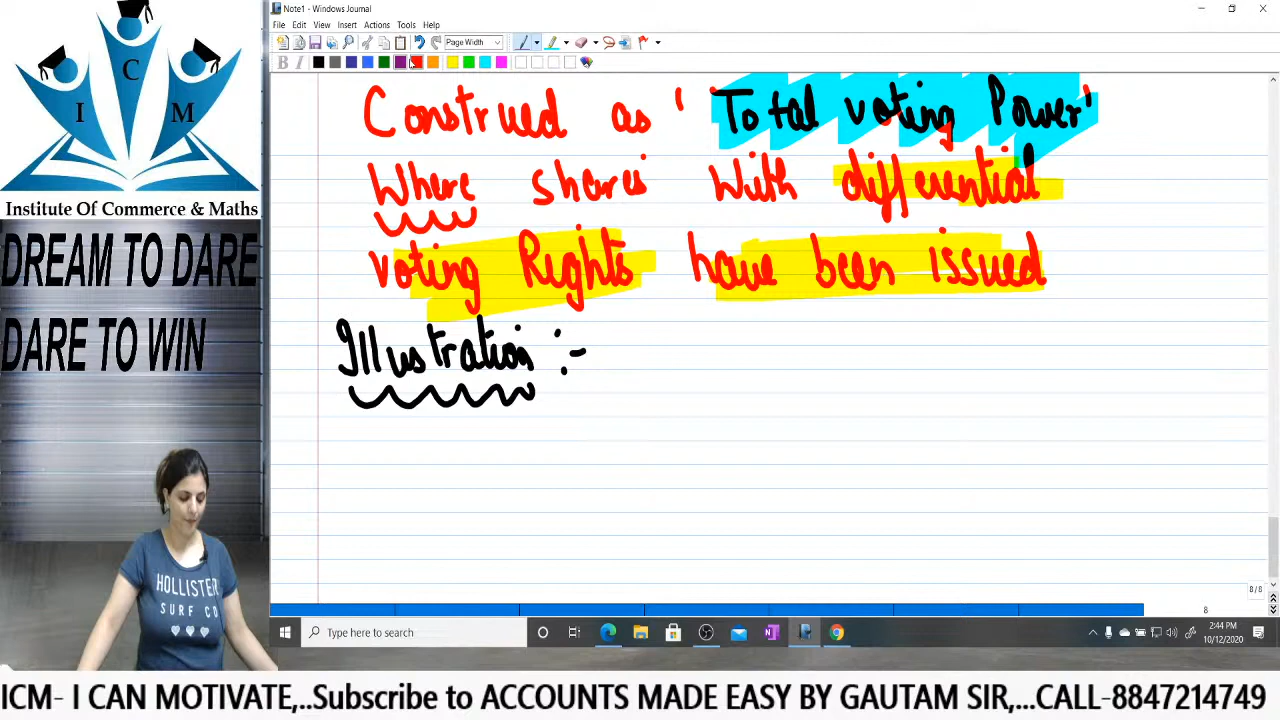 Note1 - Windows Journal
File Edit View Insert Actions Tools Help
Page Width
B I
C
I M
Institute Of Commerce & Maths
DREAM TO DARE
DARE TO WIN
Construed as 'Total voting Power'
Where shares with differential
voting Rights have been issued
Illustration :-
HOLLISTER
SURF CO
8/8
8
Type here to search
2:44 PM
10/12/2020
ICM- I CAN MOTIVATE,..Subscribe to ACCOUNTS MADE EASY BY GAUTAM SIR,...CALL-8847214749